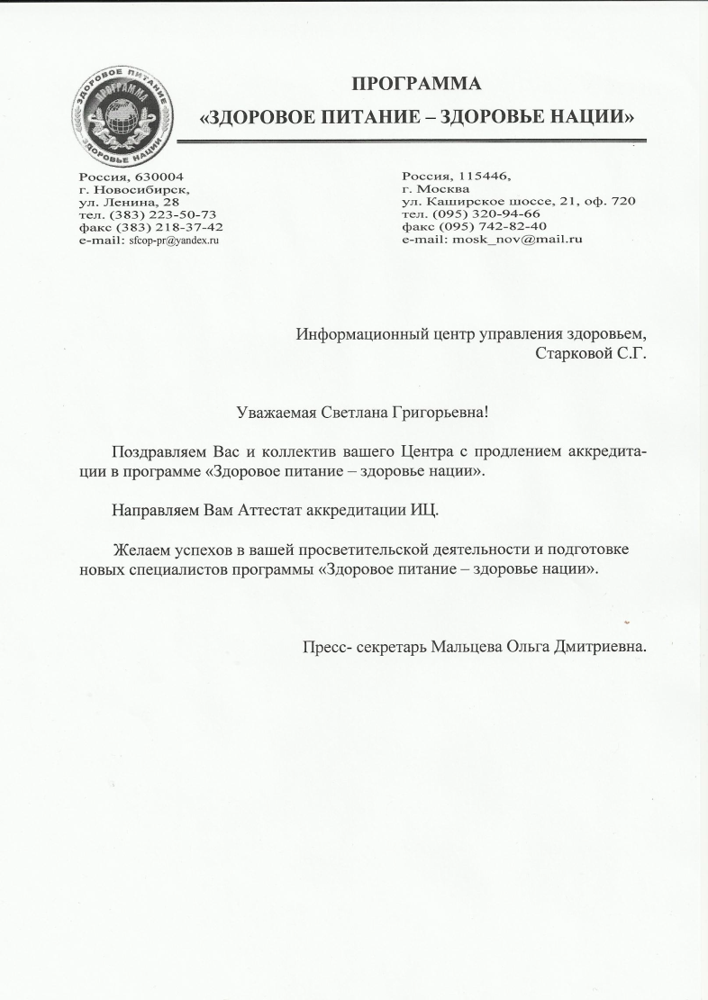 ЗДОРОВОЕ ПИТАНИЕ
ПРОГРАММА
ЗДОРОВЬЕ НАЦИИ
ПРОГРАММА
«ЗДОРОВОЕ ПИТАНИЕ – ЗДОРОВЬЕ НАЦИИ»
Россия, 630004
г. Новосибирск,
ул. Ленина, 28
тел. (383) 223-50-73
факс (383) 218-37-42
e-mail: sfcop-pr@yandex.ru
Россия, 115446,
г. Москва
ул. Каширское шоссе, 21, оф. 720
тел. (095) 320-94-66
факс (095) 742-82-40
e-mail: mosk_nov@mail.ru
Информационный центр управления здоровьем,
Старковой С.Г.
Уважаемая Светлана Григорьевна!
Поздравляем Вас и коллектив вашего Центра с продлением аккредита-
ции в программе «Здоровое питание – здоровье нации».
Направляем Вам Аттестат аккредитации ИЦ.
Желаем успехов в вашей просветительской деятельности и подготовке
новых специалистов программы «Здоровое питание – здоровье нации».
Пресс- секретарь Мальцева Ольга Дмитриевна.